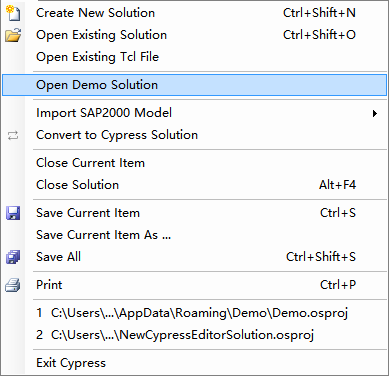 Create New Solution Ctrl+Shift+N
Open Existing Solution Ctrl+Shift+O
Open Existing Tcl File
Open Demo Solution
Import SAP2000 Model
Convert to Cypress Solution
Close Current Item
Close Solution Alt+F4
Save Current Item Ctrl+S
Save Current Item As ...
Save All Ctrl+Shift+S
Print Ctrl+P
1 C:\Users\...\AppData\Roaming\Demo\Demo.osproj
2 C:\Users\...\NewCypressEditorSolution.osproj
Exit Cypress